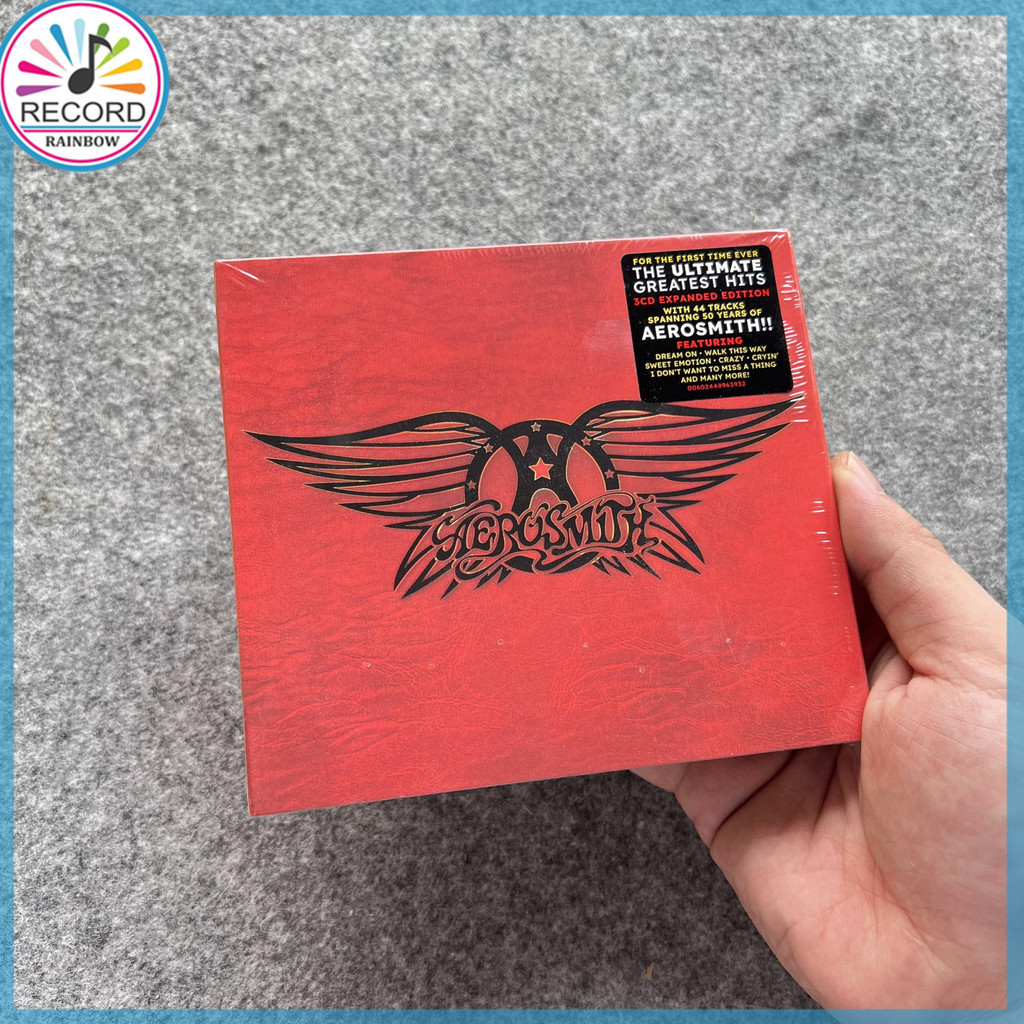 RECORD
RAINBOW
FOR THE FIRST TIME EVER
THE ULTIMATE
GREATEST HITS
3CD EXPANDED EDITION
WITH 44 TRACKS
SPANNING 50 YEARS OF
AEROSMITH!!
FEATURING
DREAM ON • WALK THIS WAY
SWEET EMOTION • CRAZY • CRYIN'
I DON'T WANT TO MISS A THING
AND MANY MORE!
00602448963932
AEROSMITH